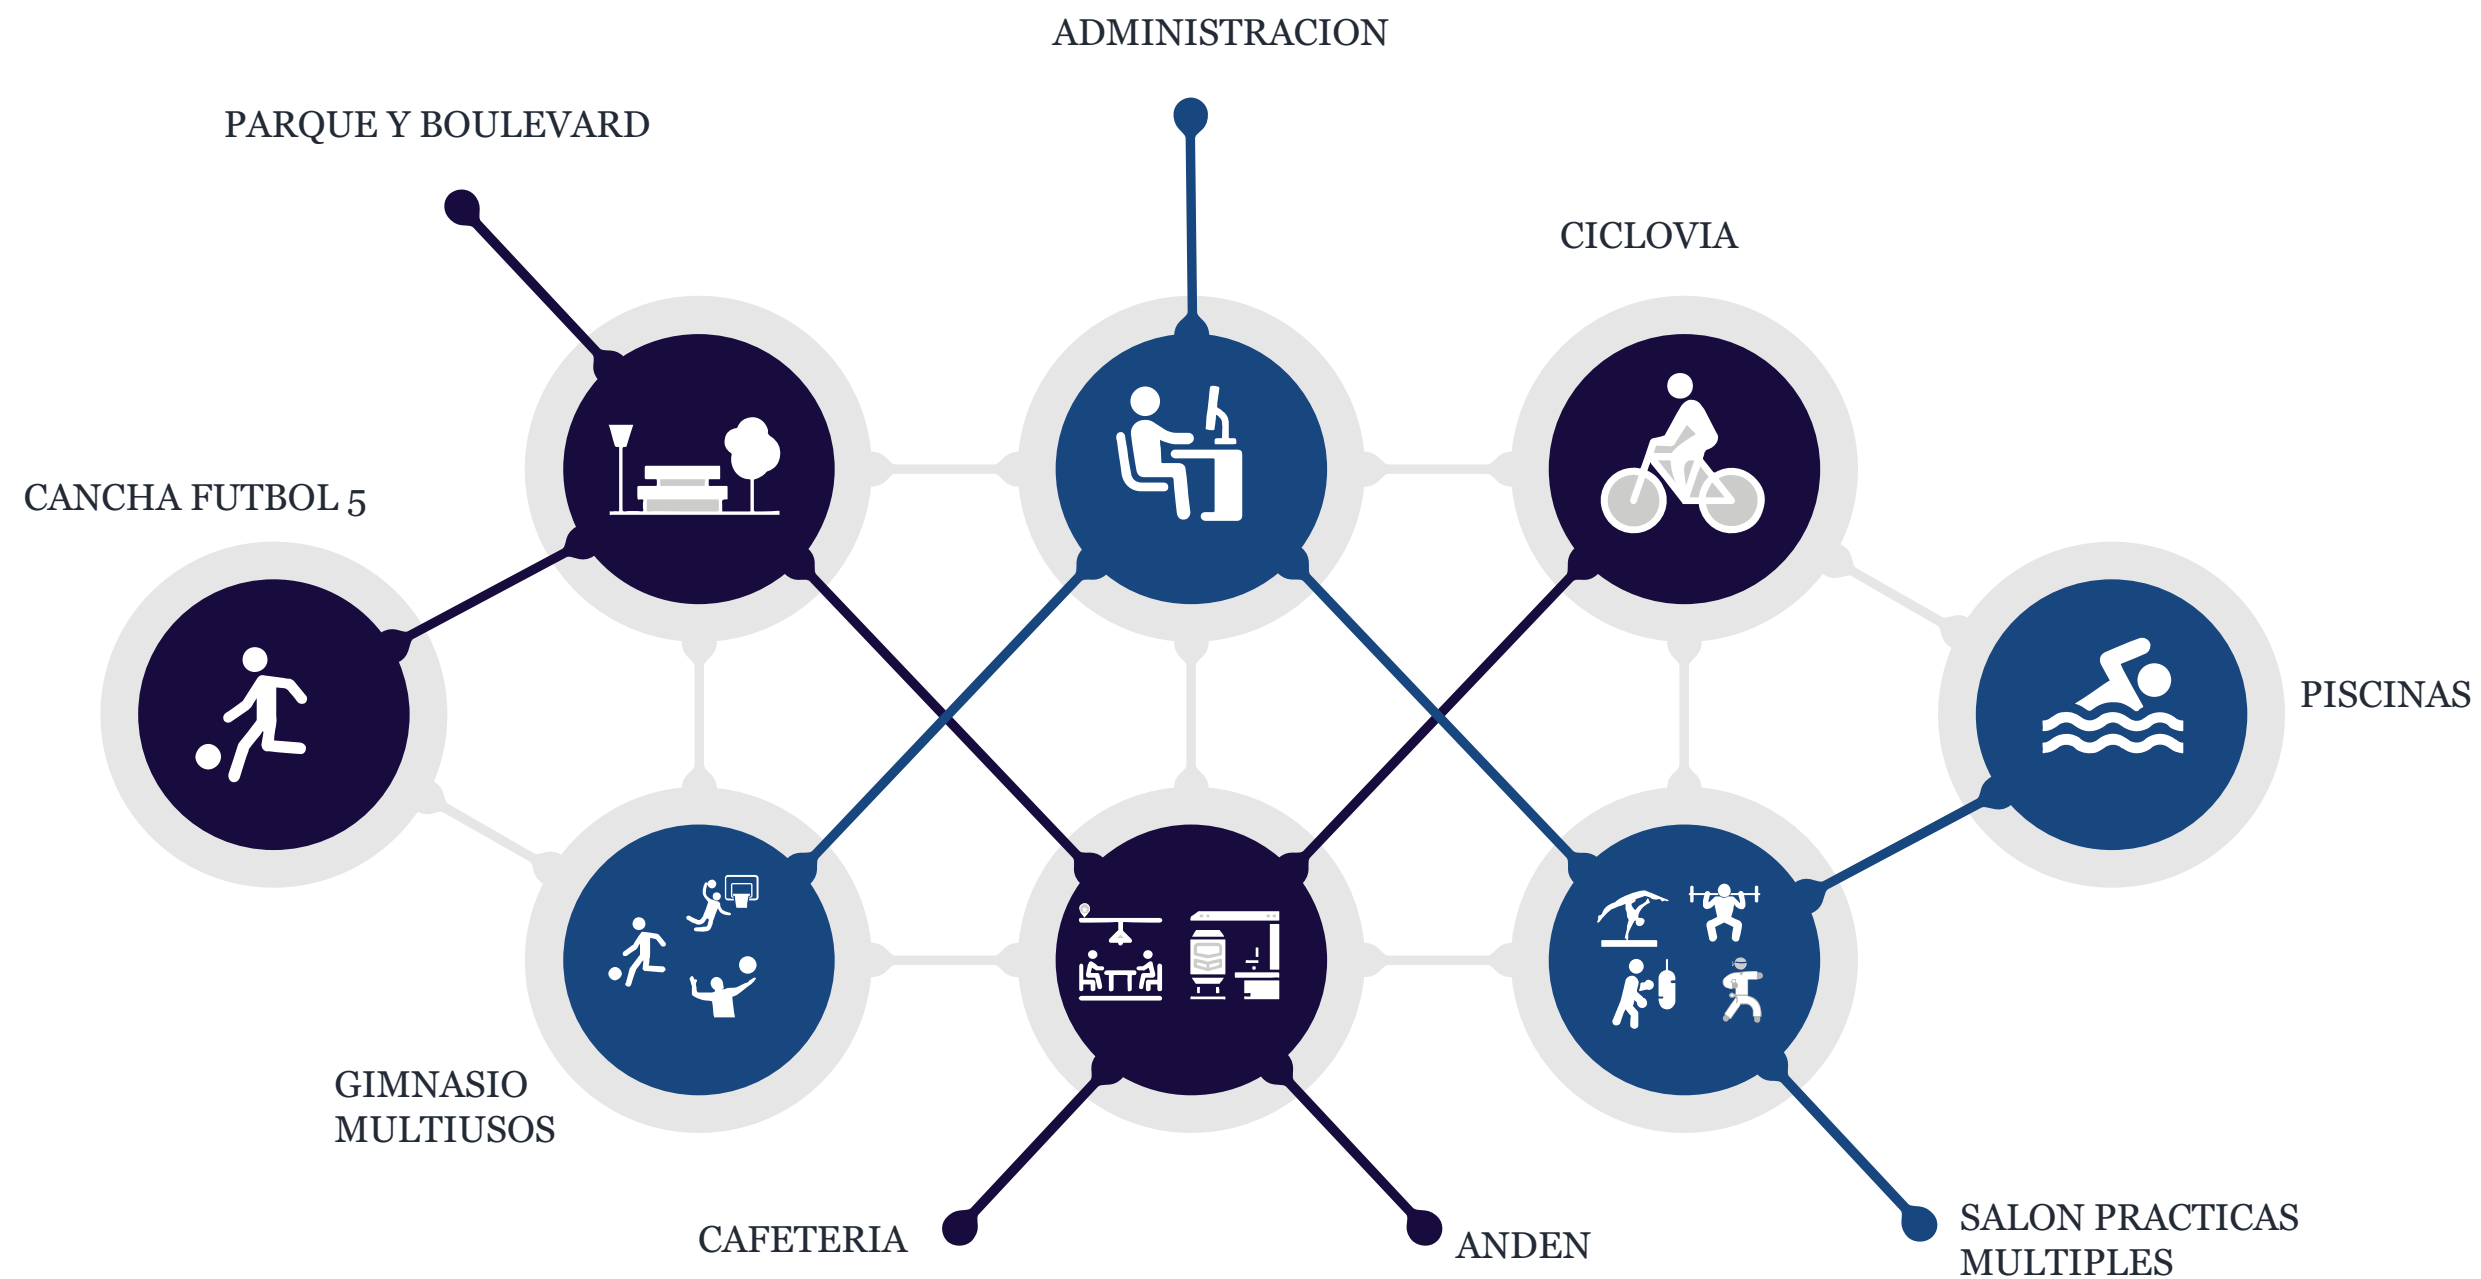 ADMINISTRACION
PARQUE Y BOULEVARD
CICLOVIA
CANCHA FUTBOL 5
PISCINAS
GIMNASIO
MULTIUSOS
CAFETERIA
ANDEN
SALON PRACTICAS
MULTIPLES